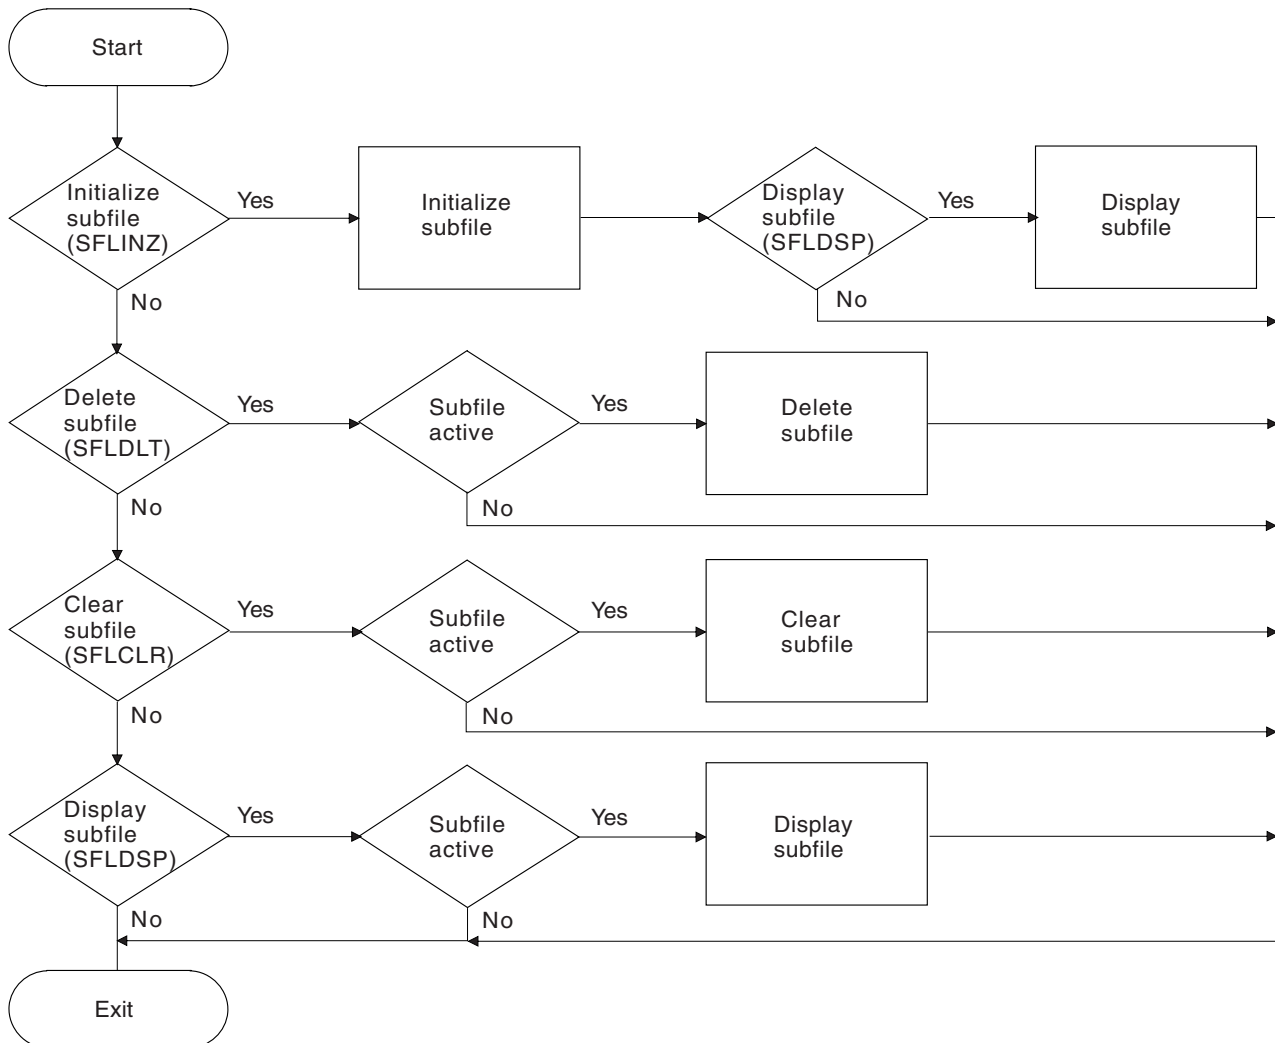 Start
Initialize
subfile
(SFLINZ)
Yes
Initialize
subfile
Display
subfile
(SFLDSP)
Yes
Display
subfile
No
No
Delete
subfile
(SFLDLT)
Yes
Subfile
active
Yes
Delete
subfile
No
No
Clear
subfile
(SFLCLR)
Yes
Subfile
active
Yes
Clear
subfile
No
No
Display
subfile
(SFLDSP)
Yes
Subfile
active
Yes
Display
subfile
No
No
Exit